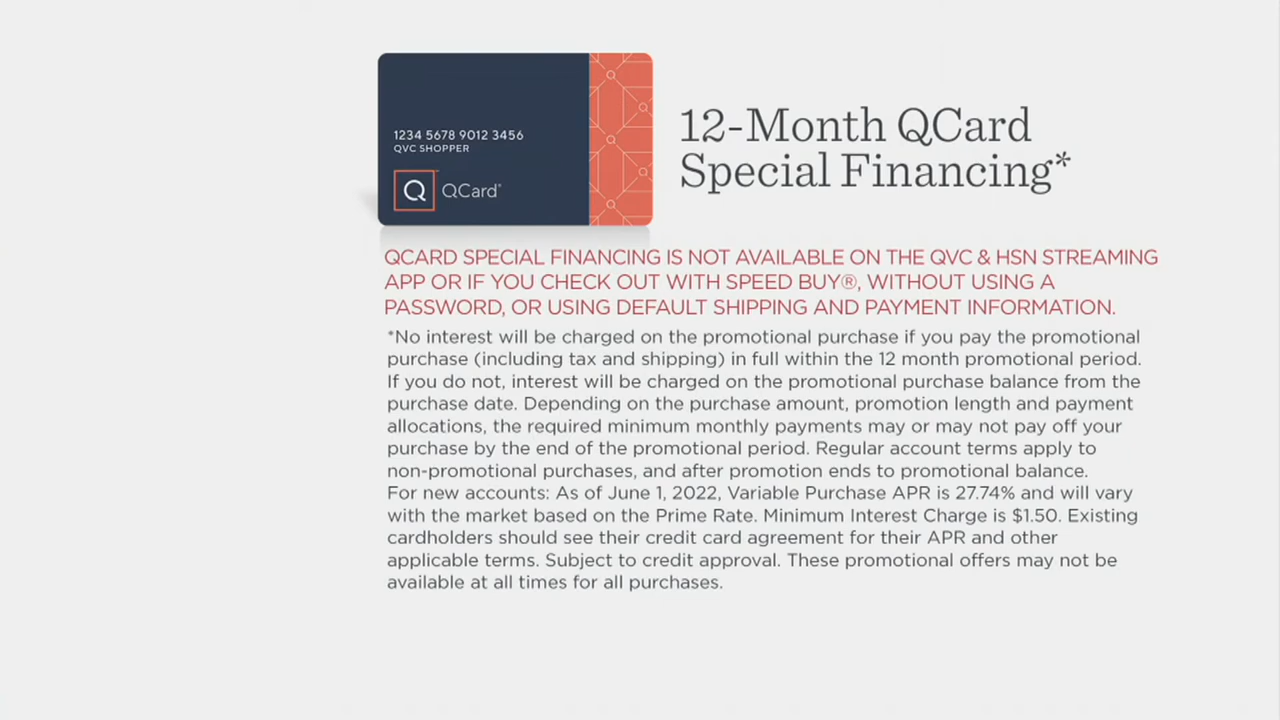 1234 5678 9012 3456
QVC SHOPPER
Q QCard®
12-Month QCard
Special Financing*
QCARD SPECIAL FINANCING IS NOT AVAILABLE ON THE QVC & HSN STREAMING
APP OR IF YOU CHECK OUT WITH SPEED BUY®, WITHOUT USING A
PASSWORD, OR USING DEFAULT SHIPPING AND PAYMENT INFORMATION.
*No interest will be charged on the promotional purchase if you pay the promotional
purchase (including tax and shipping) in full within the 12 month promotional period.
If you do not, interest will be charged on the promotional purchase balance from the
purchase date. Depending on the purchase amount, promotion length and payment
allocations, the required minimum monthly payments may or may not pay off your
purchase by the end of the promotional period. Regular account terms apply to
non-promotional purchases, and after promotion ends to promotional balance.
For new accounts: As of June 1, 2022, Variable Purchase APR is 27.74% and will vary
with the market based on the Prime Rate. Minimum Interest Charge is $1.50. Existing
cardholders should see their credit card agreement for their APR and other
applicable terms. Subject to credit approval. These promotional offers may not be
available at all times for all purchases.